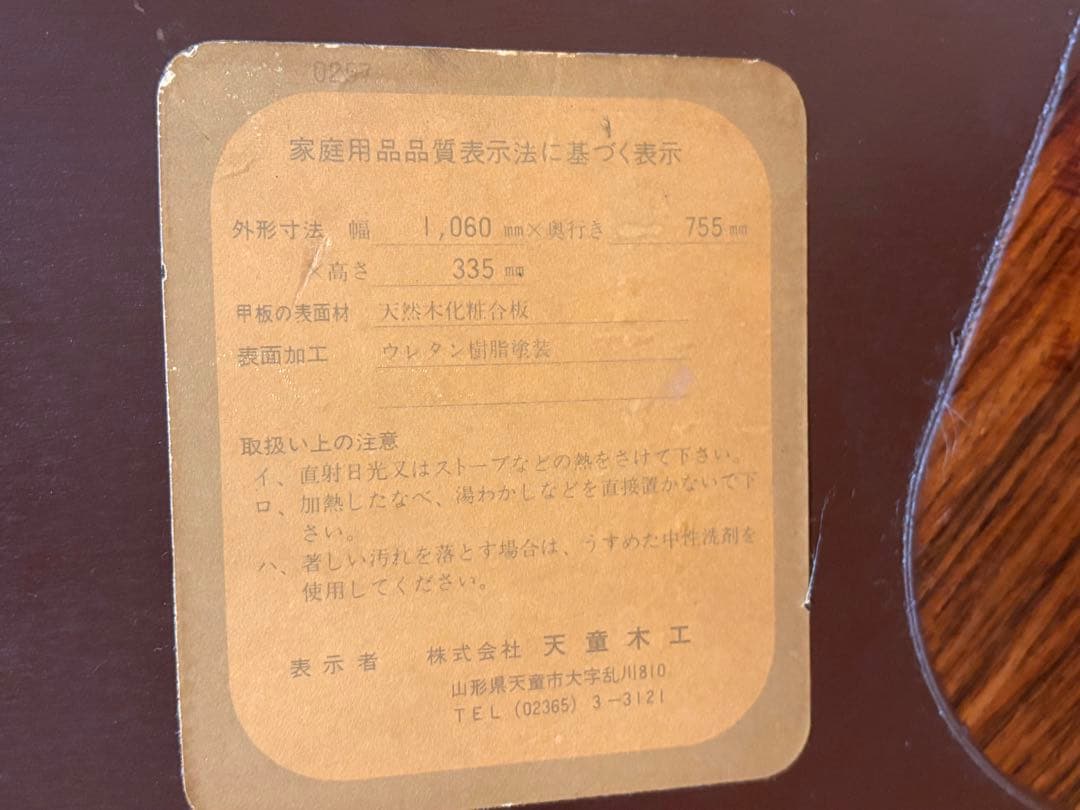 0257
家庭用品品質表示法に基づく表示
外形寸法 幅 1,060 mm×奥行き 755 mm
×高さ 335 mm
甲板の表面材 天然木化粧合板
表面加工 ウレタン樹脂塗装
取扱い上の注意
イ、直射日光又はストーブなどの熱をさけて下さい。
ロ、加熱したなべ、湯わかしなどを直接置かないで下
さい。
ハ、著しい汚れを落とす場合は、うすめた中性洗剤を
使用してください。
表示者 株式会社 天童木工
山形県天童市大字乱川810
TEL (02365) 3-3121